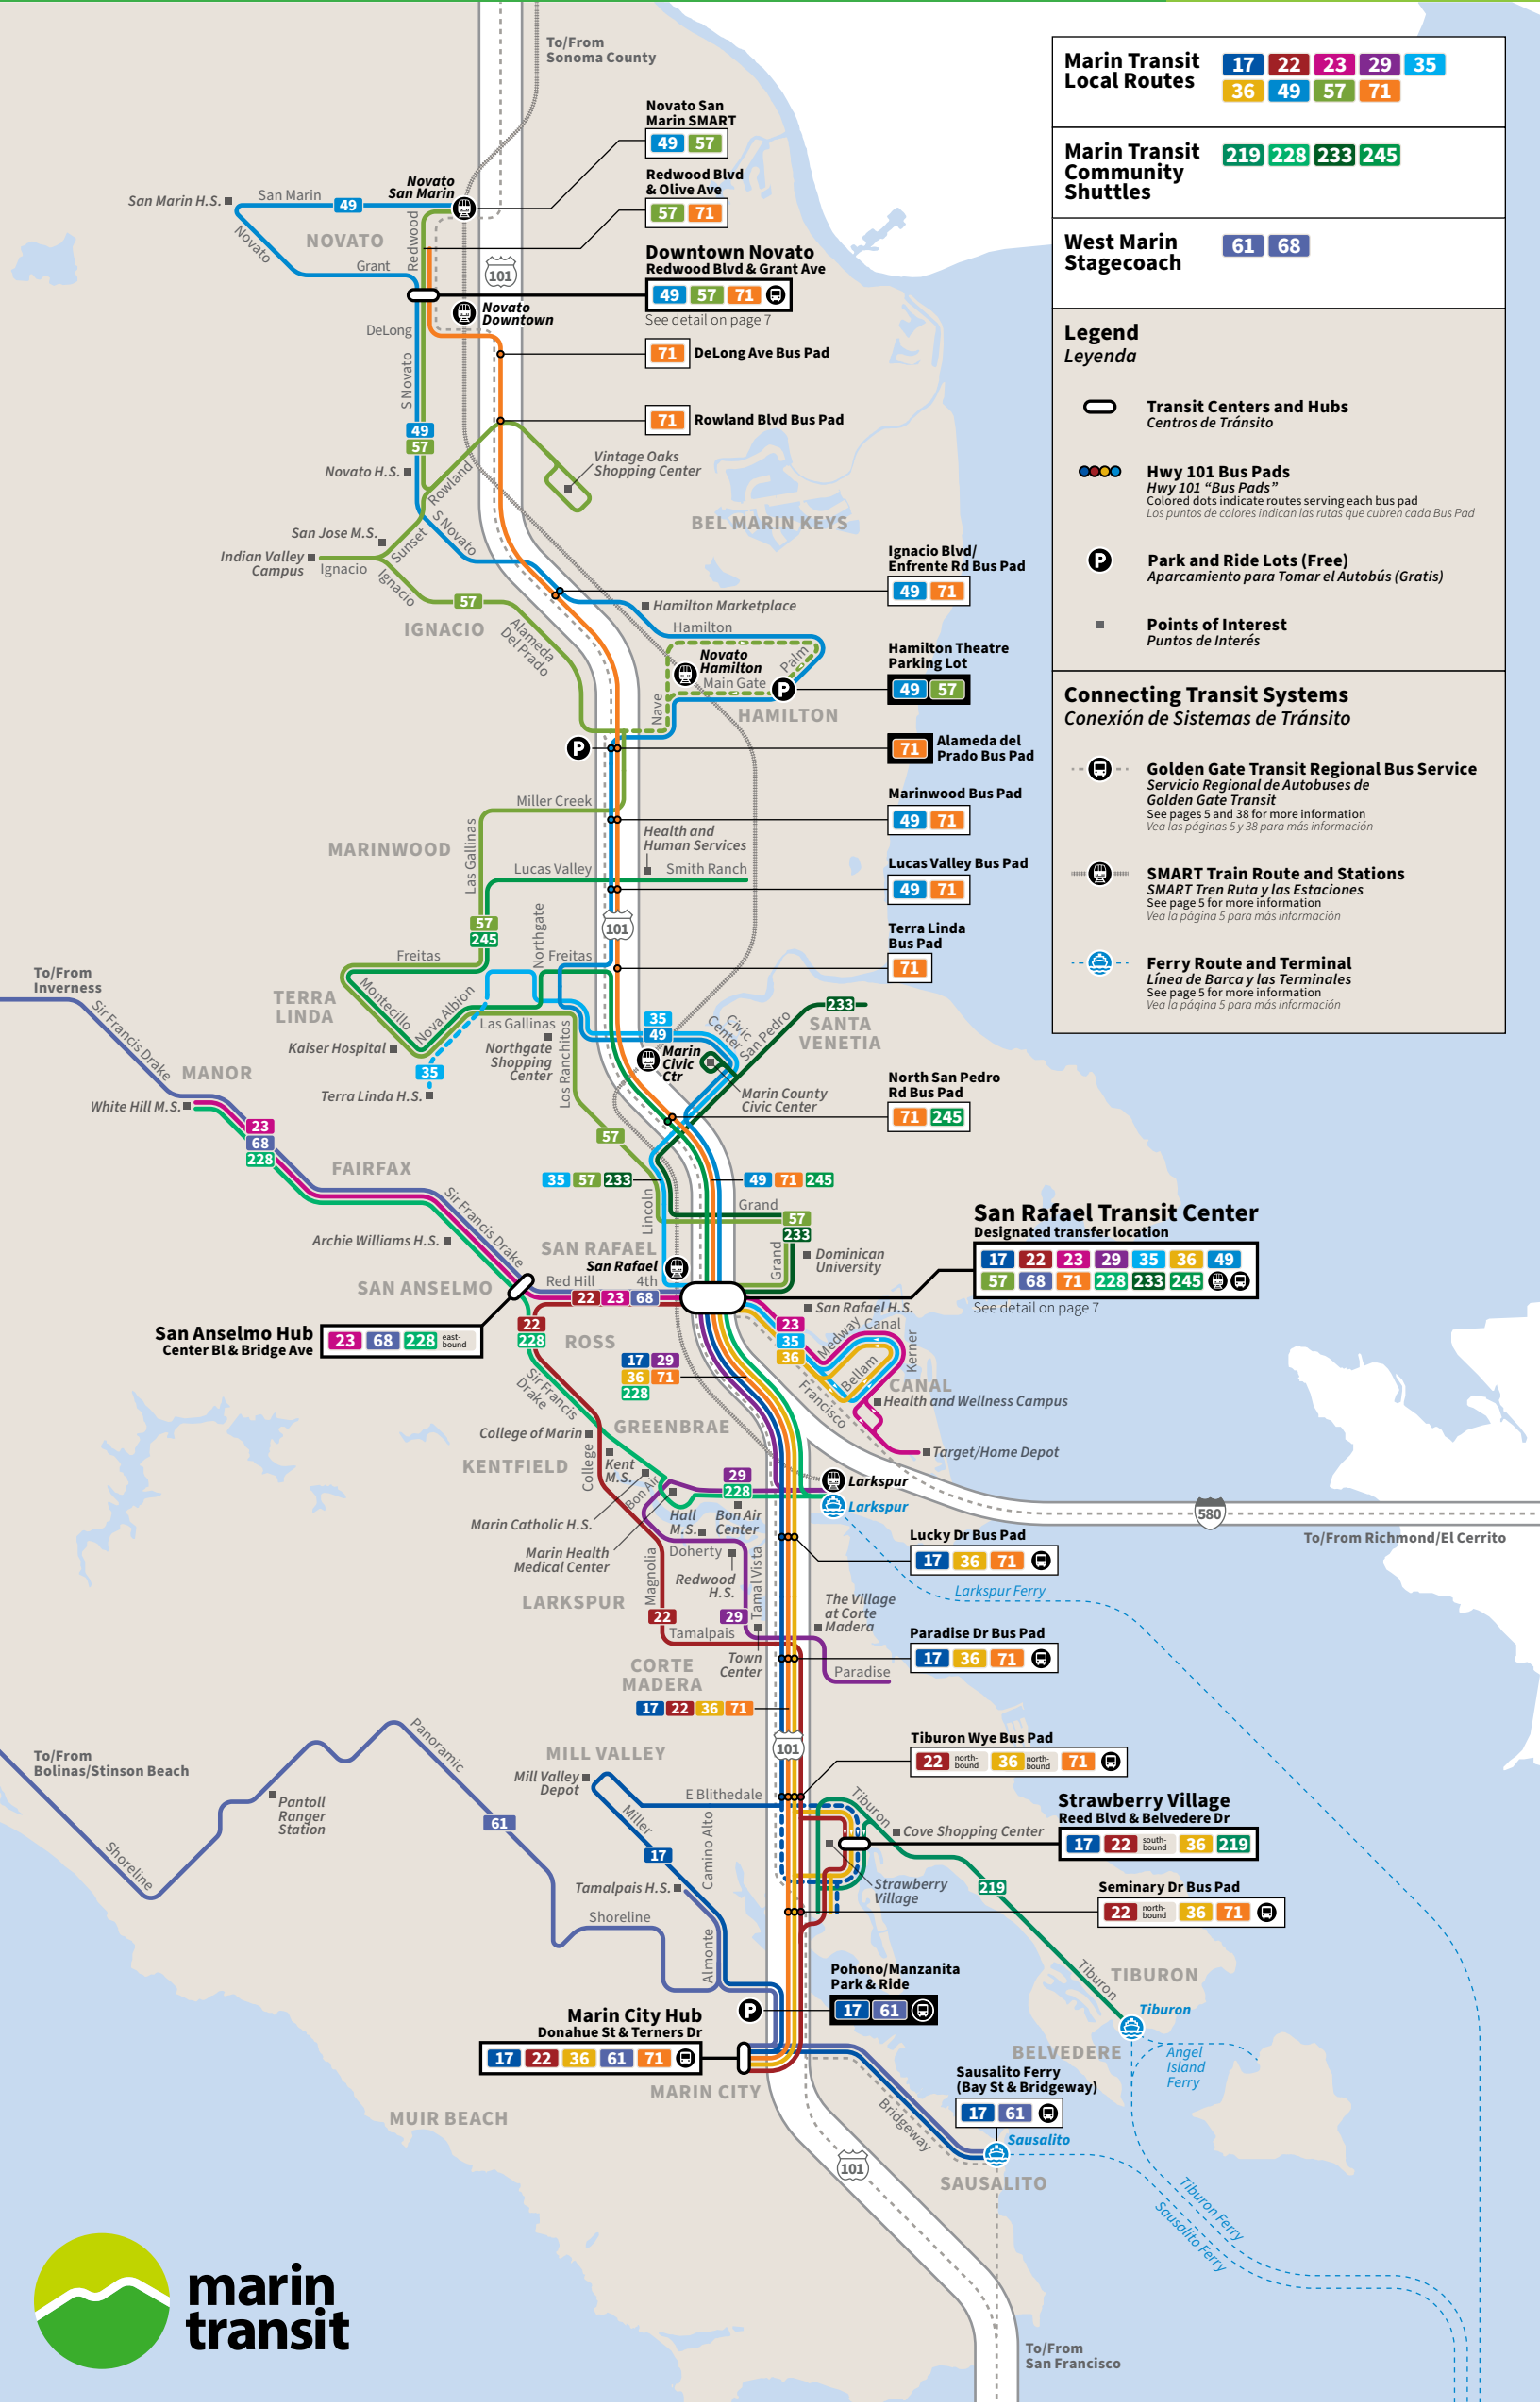 To/From
Sonoma County
Novato San
Marin SMART
49 57
Redwood Blvd
& Olive Ave
57 71
Downtown Novato
Redwood Blvd & Grant Ave
49 57 71
See detail on page 7
71 DeLong Ave Bus Pad
71 Rowland Blvd Bus Pad
San Marin H.S.
San Marin
49
Novato
San Marin
NOVATO
Novato
Redwood
Grant
101
Novato
Downtown
DeLong
S Novato
49
57
Novato H.S.
Rowland
Vintage Oaks
Shopping Center
BEL MARIN KEYS
San Jose M.S.
Sunset
S Novato
Indian Valley
Campus
Ignacio
Ignacio
57
IGNACIO
Alameda
Del Prado
Ignacio Blvd/
Enfrente Rd Bus Pad
49 71
Hamilton Marketplace
Hamilton
Novato
Hamilton
Palm
Main Gate
Nave
HAMILTON
Hamilton Theatre
Parking Lot
49 57
P
P
71 Alameda del
Prado Bus Pad
Marinwood Bus Pad
49 71
Miller Creek
MARINWOOD
Las Gallinas
Health and
Human Services
Lucas Valley
Smith Ranch
Lucas Valley Bus Pad
49 71
57
245
101
Northgate
Terra Linda
Bus Pad
71
Freitas
Freitas
To/From
Inverness
Sir Francis Drake
TERRA
LINDA
Montecillo
Nova Albion
Las Gallinas
Kaiser Hospital
Northgate
Shopping
Center
Los Ranchitos
35
Terra Linda H.S.
35
49
Marin
Civic
Ctr
Civic
Center
San Pedro
233
SANTA
VENETIA
Marin County
Civic Center
North San Pedro
Rd Bus Pad
71 245
MANOR
White Hill M.S.
23
68
228
57
FAIRFAX
35 57 233
49 71 245
Sir Francis Drake
Lincoln
Grand
57
233
Grand
Archie Williams H.S.
SAN RAFAEL
San Rafael
Dominican
University
San Rafael Transit Center
Designated transfer location
17 22 23 29 35 36 49
57 68 71 228 233 245
See detail on page 7
SAN ANSELMO
Red Hill
4th
22 23 68
San Anselmo Hub
Center Bl & Bridge Ave
23 68 228 east-
bound
22
228
ROSS
San Rafael H.S.
23
35
36
Medway
Canal
Kerner
Bellam
Francisco
CANAL
Health and Wellness Campus
Target/Home Depot
17 29
36 71
228
Sir Francis
Drake
GREENBRAE
College of Marin
KENTFIELD
College
Kent
M.S.
Bon Air
29
228
Larkspur
Larkspur
Marin Catholic H.S.
Hall
M.S.
Bon Air
Center
Marin Health
Medical Center
Doherty
Redwood
H.S.
Tamal Vista
Magnolia
LARKSPUR
580
To/From Richmond/El Cerrito
Lucky Dr Bus Pad
17 36 71
Larkspur Ferry
22
29
Tamalpais
The Village
at Corte
Madera
Paradise Dr Bus Pad
17 36 71
Town
Center
Paradise
CORTE
MADERA
17 22 36 71
101
To/From
Bolinas/Stinson Beach
Panoramic
Pantoll
Ranger
Station
Shoreline
61
MILL VALLEY
Mill Valley
Depot
E Blithedale
Miller
17
Camino Alto
Tamalpais H.S.
Shoreline
Almonte
Tiburon Wye Bus Pad
22 north-
bound 36 north-
bound 71
Tiburon
Cove Shopping Center
Strawberry Village
Reed Blvd & Belvedere Dr
17 22 south-
bound 36 219
Strawberry
Village
219
Seminary Dr Bus Pad
22 north-
bound 36 71
Tiburon
TIBURON
Tiburon
Pohono/Manzanita
Park & Ride
P
17 61
Marin City Hub
Donahue St & Terners Dr
17 22 36 61 71
MARIN CITY
MUIR BEACH
BELVEDERE
Angel
Island
Ferry
Sausalito Ferry
(Bay St & Bridgeway)
17 61
Bridgeway
Sausalito
SAUSALITO
101
Tiburon Ferry
Sausalito Ferry
To/From
San Francisco
marin
transit
Marin Transit
Local Routes
17 22 23 29 35
36 49 57 71
Marin Transit
Community
Shuttles
219 228 233 245
West Marin
Stagecoach
61 68
Legend
Leyenda
Transit Centers and Hubs
Centros de Tránsito
Hwy 101 Bus Pads
Hwy 101 “Bus Pads”
Colored dots indicate routes serving each bus pad
Los puntos de colores indican las rutas que cubren cada Bus Pad
P
Park and Ride Lots (Free)
Aparcamiento para Tomar el Autobús (Gratis)
Points of Interest
Puntos de Interés
Connecting Transit Systems
Conexión de Sistemas de Tránsito
Golden Gate Transit Regional Bus Service
Servicio Regional de Autobuses de
Golden Gate Transit
See pages 5 and 38 for more information
Vea las páginas 5 y 38 para más información
SMART Train Route and Stations
SMART Tren Ruta y las Estaciones
See page 5 for more information
Vea la página 5 para más información
Ferry Route and Terminal
Línea de Barca y las Terminales
See page 5 for more information
Vea la página 5 para más información